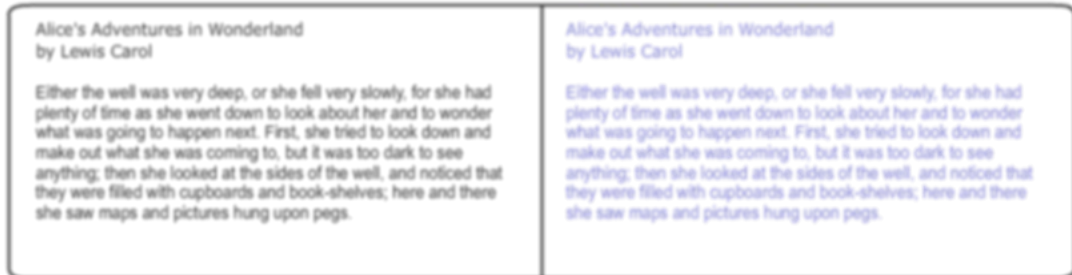 Alice's Adventures in Wonderland
by Lewis Carol
Either the well was very deep, or she fell very slowly, for she had
plenty of time as she went down to look about her and to wonder
what was going to happen next. First, she tried to look down and
make out what she was coming to, but it was too dark to see
anything; then she looked at the sides of the well, and noticed that
they were filled with cupboards and book-shelves; here and there
she saw maps and pictures hung upon pegs.
Alice's Adventures in Wonderland
by Lewis Carol
Either the well was very deep, or she fell very slowly, for she had
plenty of time as she went down to look about her and to wonder
what was going to happen next. First, she tried to look down and
make out what she was coming to, but it was too dark to see
anything; then she looked at the sides of the well, and noticed that
they were filled with cupboards and book-shelves; here and there
she saw maps and pictures hung upon pegs.